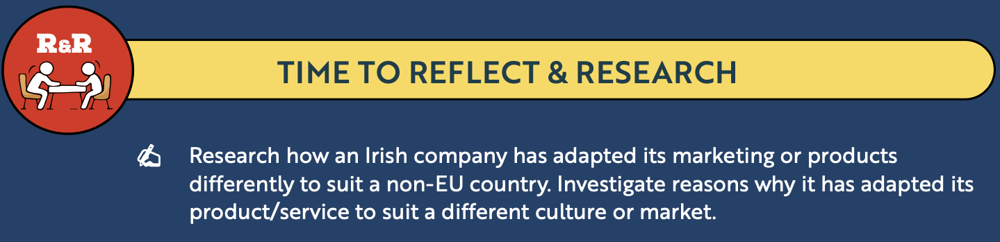 R&R
TIME TO REFLECT & RESEARCH
Research how an Irish company has adapted its marketing or products
differently to suit a non-EU country. Investigate reasons why it has adapted its
product/service to suit a different culture or market.